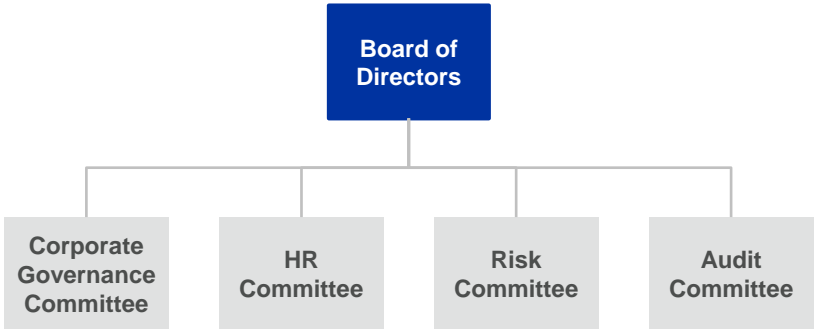 Board of
Directors
Corporate
Governance
Committee
HR
Committee
Risk
Committee
Audit
Committee